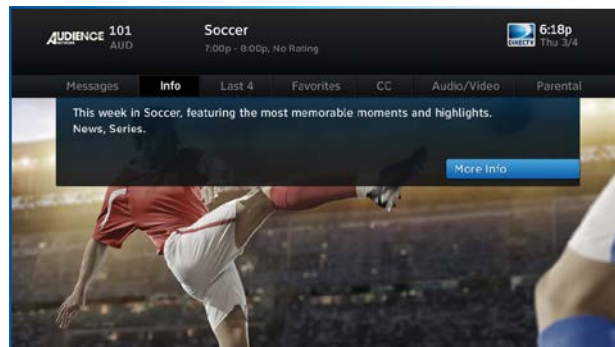 AUDIENCE 101
NETWORK AUD
Soccer
7:00p - 8:00p, No Rating
DIRECTV
6:18p
Thu 3/4
Messages Info Last 4 Favorites CC Audio/Video Parental
This week in Soccer, featuring the most memorable moments and highlights.
News, Series.
More Info